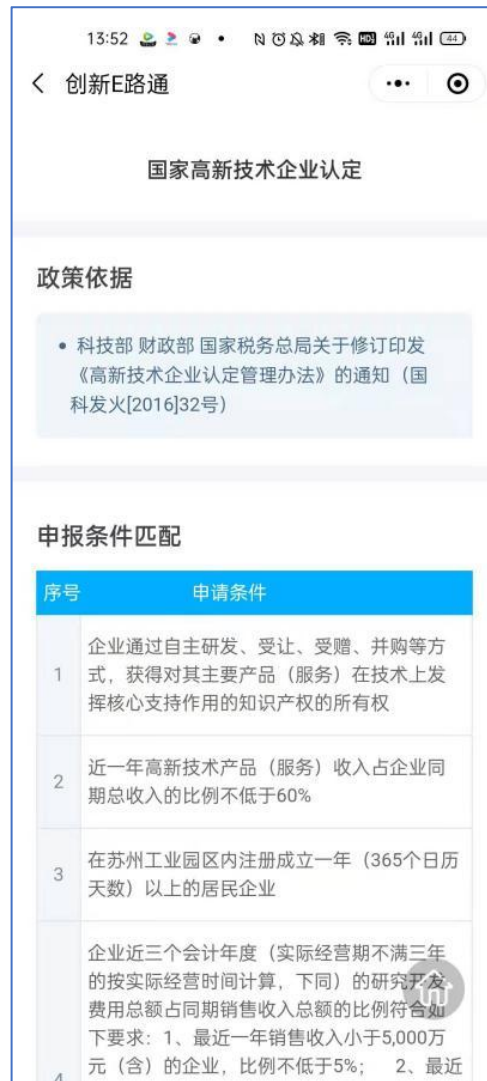 13:52
4G 4G 44
创新E路通
国家高新技术企业认定
政策依据
• 科技部 财政部 国家税务总局关于修订印发
《高新技术企业认定管理办法》的通知（国
科发火[2016]32号）
申报条件匹配
序号 申请条件
企业通过自主研发、受让、受赠、并购等方
1 式，获得对其主要产品（服务）在技术上发
挥核心支持作用的知识产权的所有权
近一年高新技术产品（服务）收入占企业同
2 期总收入的比例不低于60%
在苏州工业园区内注册成立一年（365个日历
3 天数）以上的居民企业
企业近三个会计年度（实际经营期不满三年
的按实际经营时间计算，下同）的研究开发
费用总额占同期销售收入总额的比例符合如
下要求：1、最近一年销售收入小于5,000万
元（含）的企业，比例不低于5%； 2、最近
4